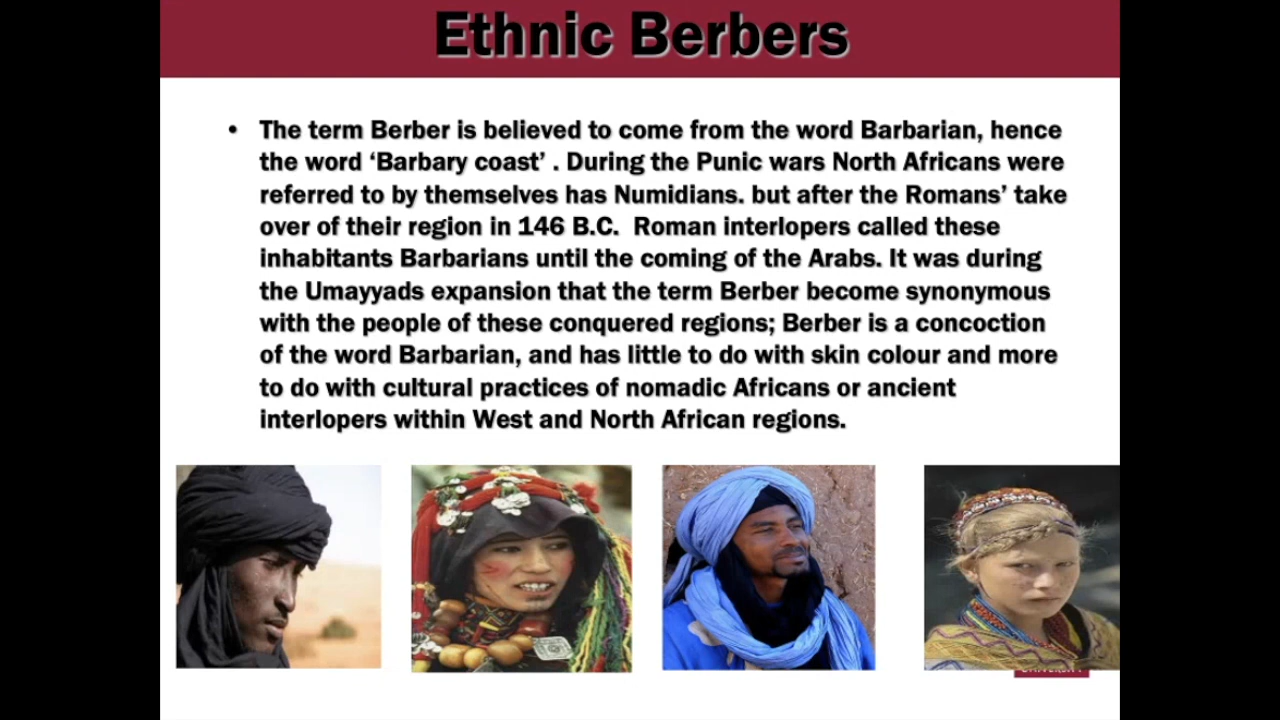 Ethnic Berbers
• The term Berber is believed to come from the word Barbarian, hence
the word ‘Barbary coast’ . During the Punic wars North Africans were
referred to by themselves has Numidians. but after the Romans’ take
over of their region in 146 B.C. Roman interlopers called these
inhabitants Barbarians until the coming of the Arabs. It was during
the Umayyads expansion that the term Berber become synonymous
with the people of these conquered regions; Berber is a concoction
of the word Barbarian, and has little to do with skin colour and more
to do with cultural practices of nomadic Africans or ancient
interlopers within West and North African regions.